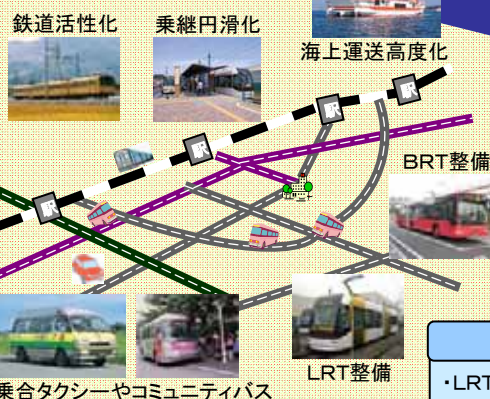 鉄道活性化
乗継円滑化
海上運送高度化
駅
駅
駅
駅
BRT整備
乗合タクシーやコミュニティバス
LRT整備
・LRT